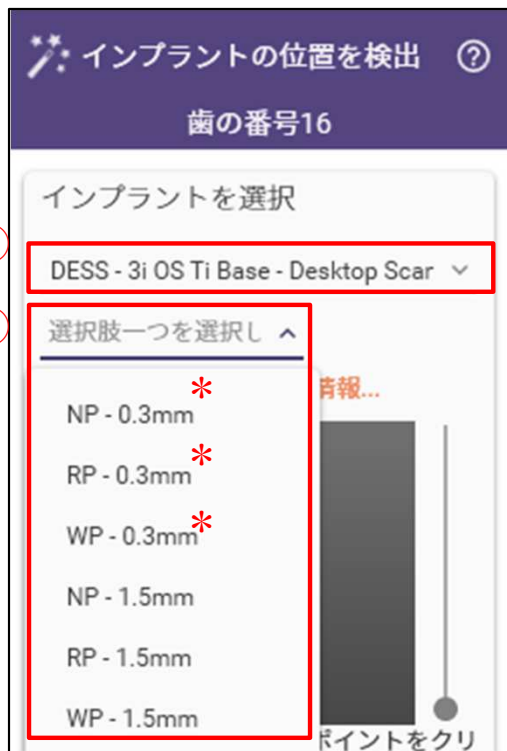 インプラントの位置を検出
歯の番号16
インプラントを選択
DESS - 3i OS Ti Base - Desktop Scar
選択肢一つを選択し
情報...
NP - 0.3mm*
RP - 0.3mm*
WP - 0.3mm*
NP - 1.5mm
RP - 1.5mm
WP - 1.5mm
ポイントをクリ